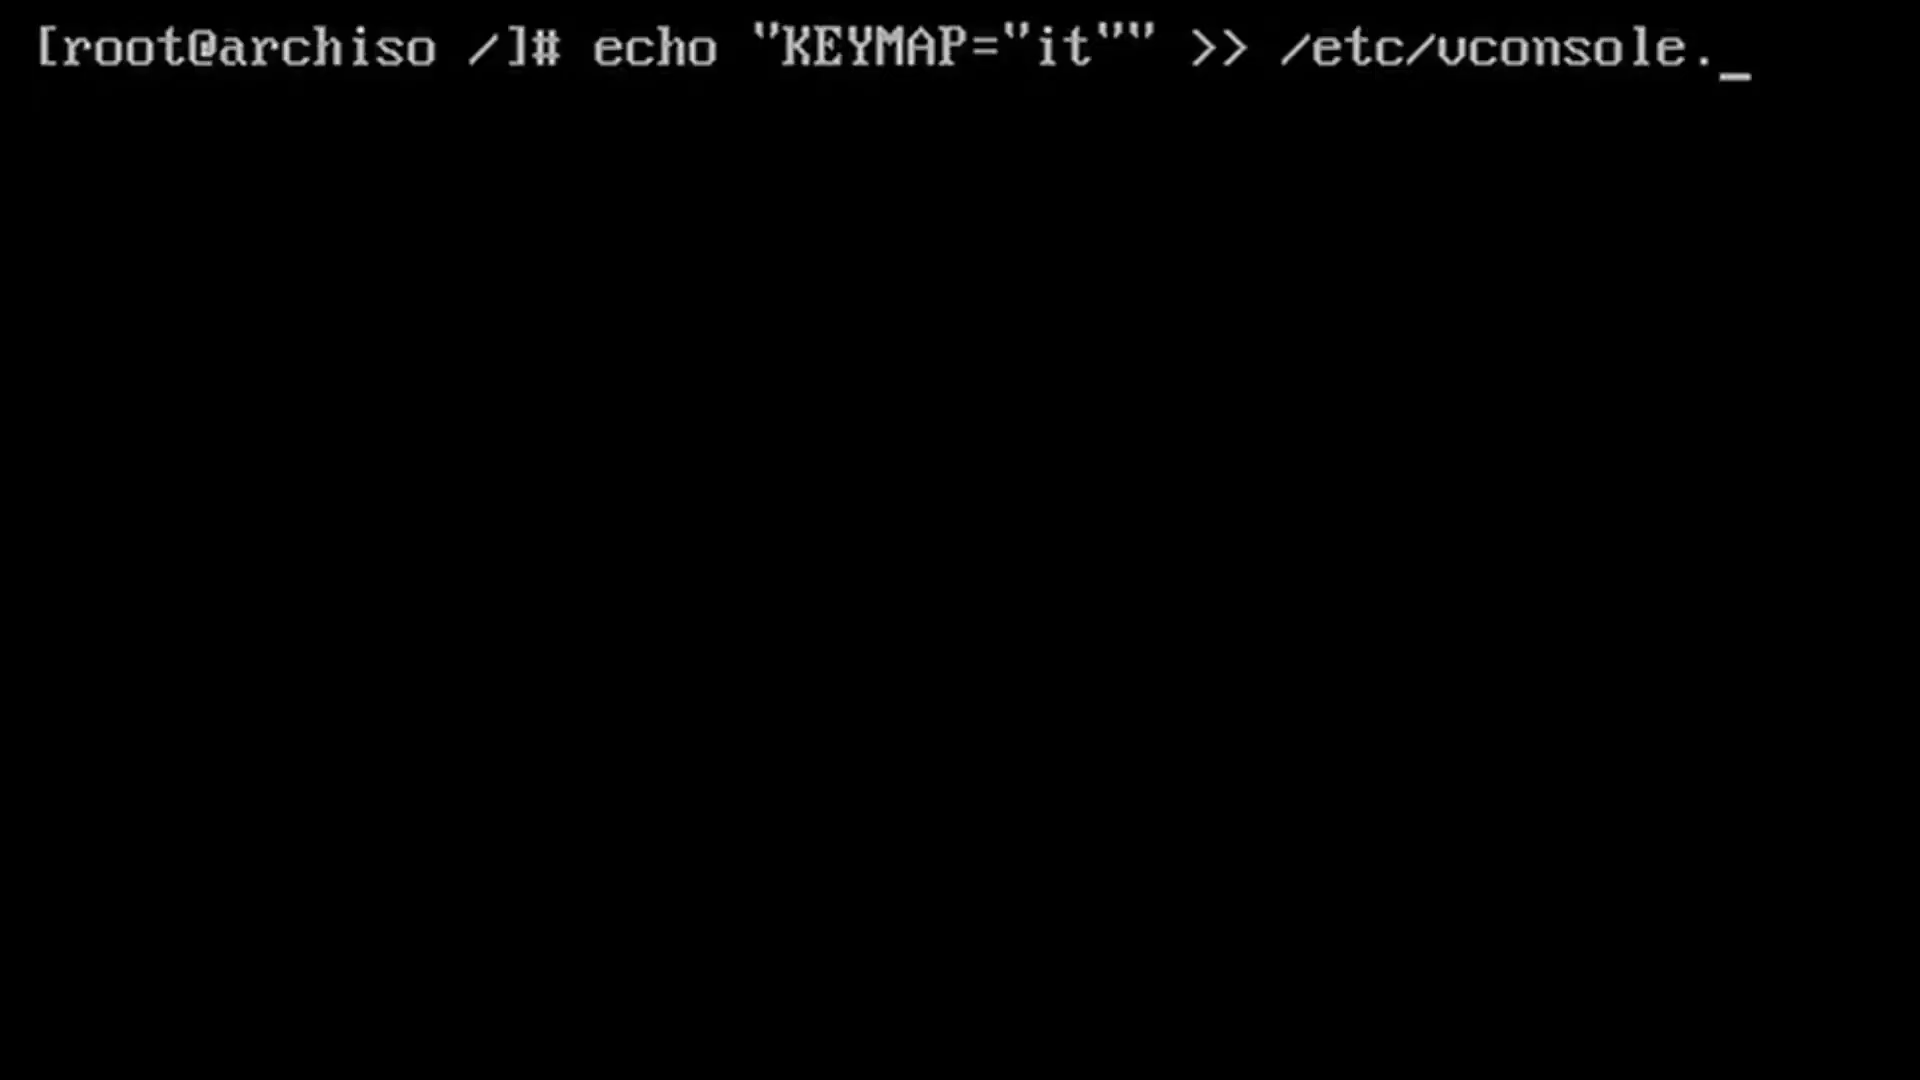 [root@archiso /]# echo "KEYMAP="it"" >> /etc/vconsole._